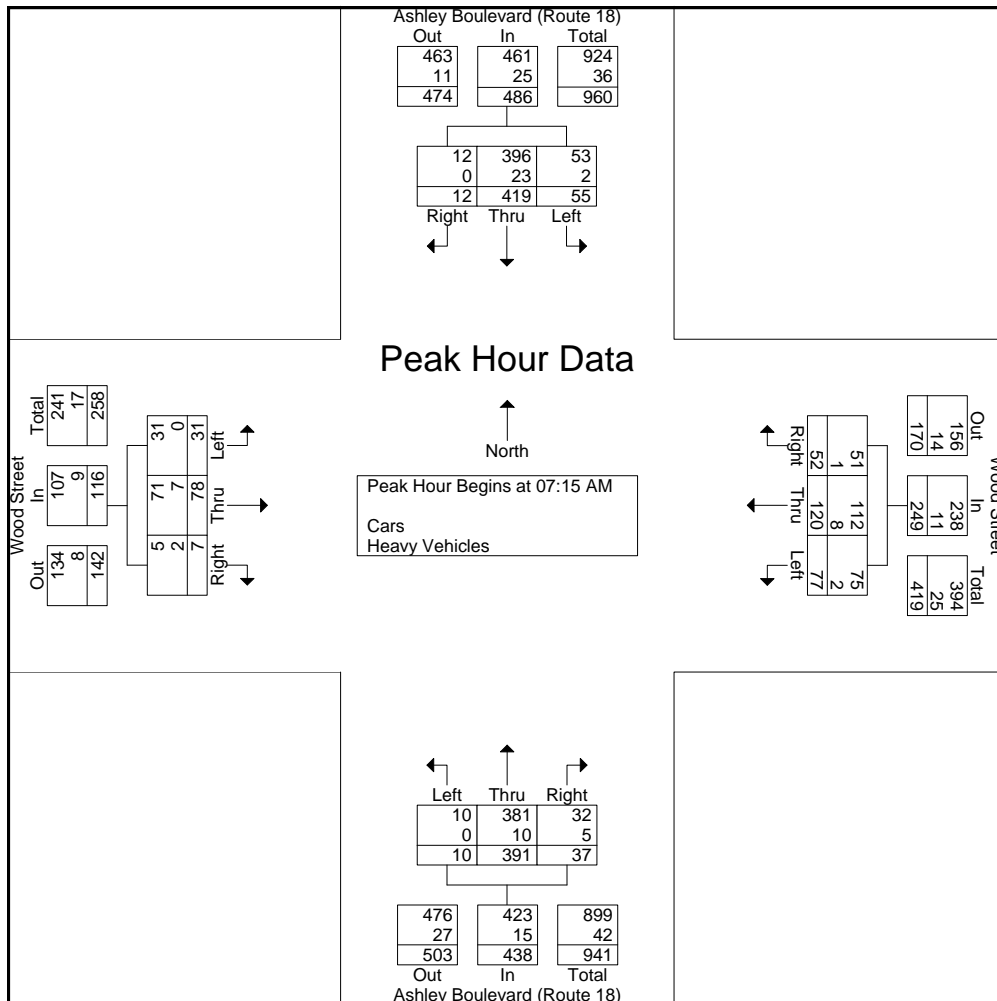 Ashley Boulevard (Route 18)
Out In Total
463 461 924
11 25 36
474 486 960
12 396 53
0 23 2
12 419 55
Right Thru Left
Peak Hour Data
North
Peak Hour Begins at 07:15 AM
Cars
Heavy Vehicles
Wood Street
Total In Out
241 107 134
17 9 8
258 116 142
31 71 5
0 7 2
31 78 7
Left Thru Right
Wood Street
Out In Total
156 238 394
14 11 25
170 249 419
51 112 75
1 8 2
52 120 77
Right Thru Left
Left Thru Right
10 381 32
0 10 5
10 391 37
476 423 899
27 15 42
503 438 941
Out In Total
Ashley Boulevard (Route 18)